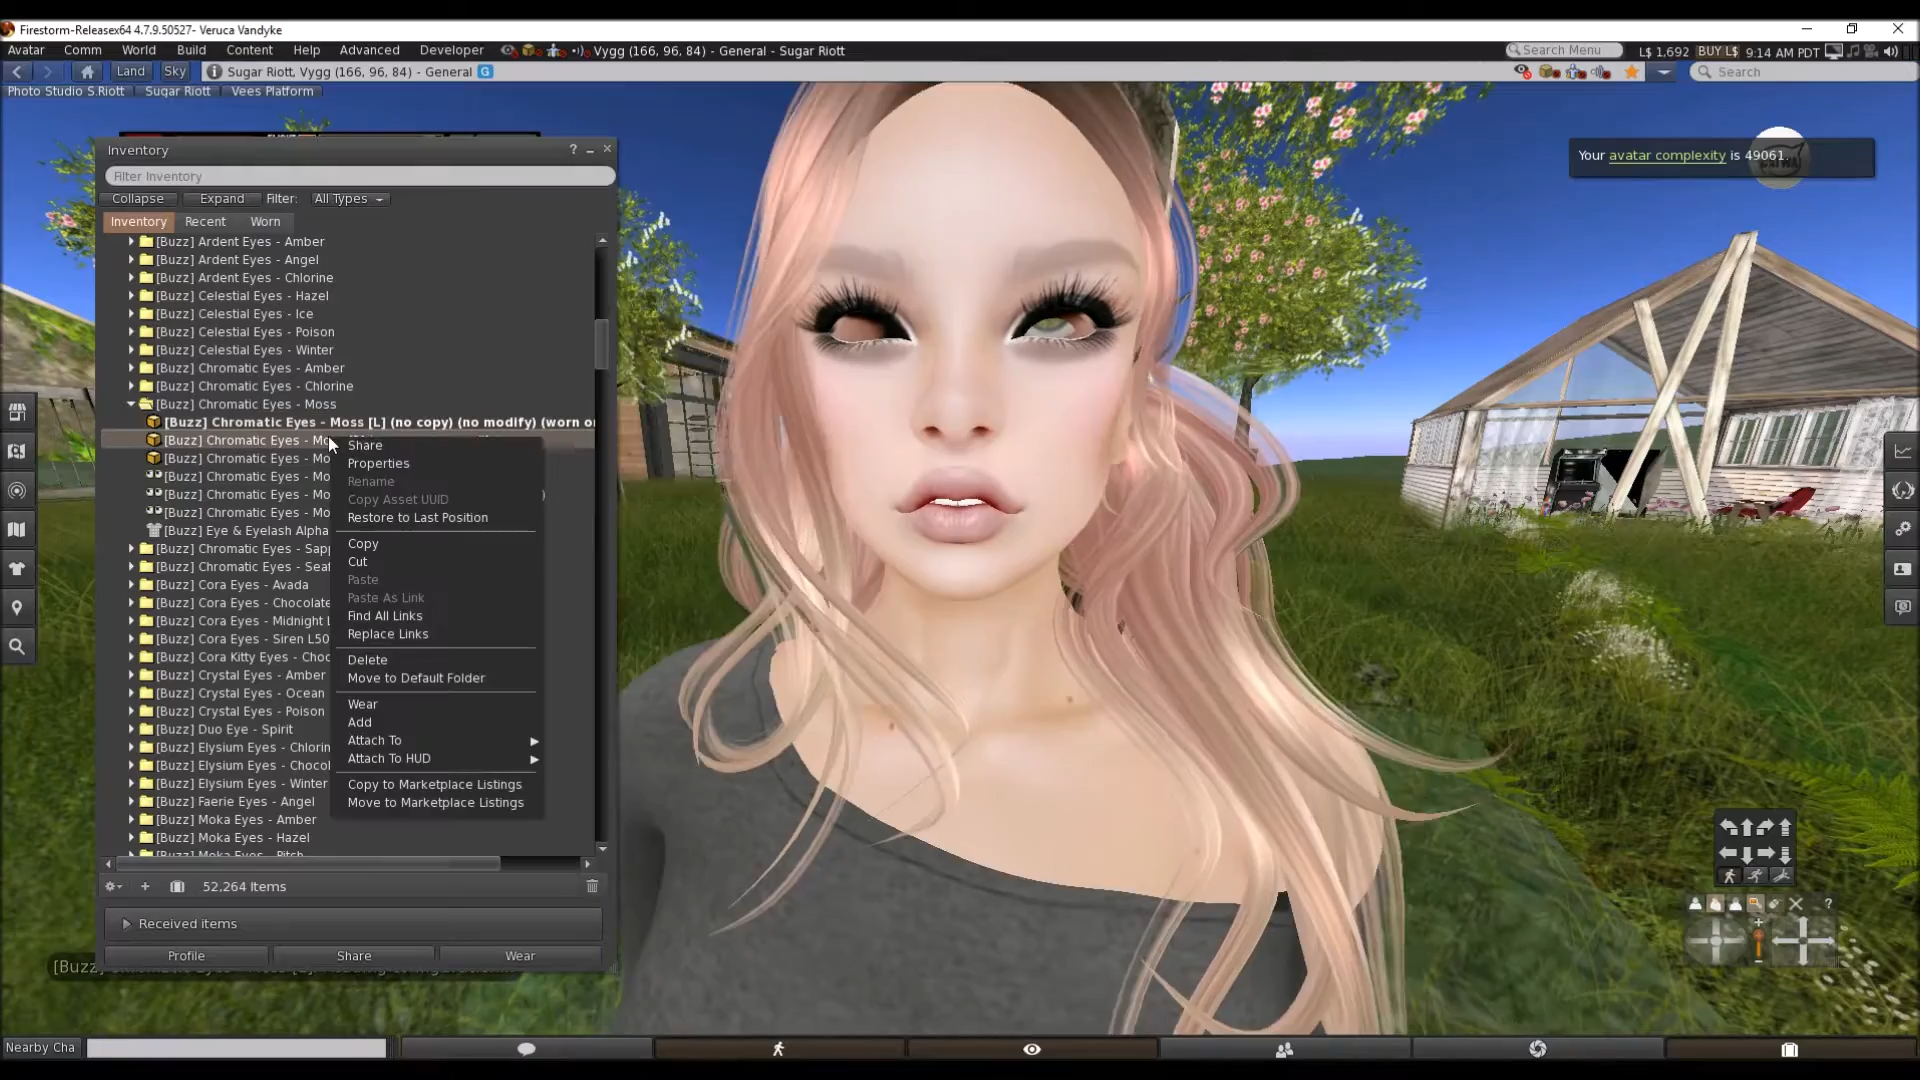 Firestorm-Releasex64 4.7.9.50527- Veruca Vandyke
Avatar Comm World Build Content Help Advanced Developer Vygg (166, 96, 84) - General - Sugar Riott Search Menu L$ 1,692 BUY L$ 9:14 AM PDT
Land Sky Sugar Riott, Vygg (166, 96, 84) - General G Search
Photo Studio S.Riott Sugar Riott Vees Platform
Your avatar complexity is 49061.
Inventory ?
Filter Inventory
Collapse Expand Filter: All Types
Inventory Recent Worn
[Buzz] Ardent Eyes - Amber
[Buzz] Ardent Eyes - Angel
[Buzz] Ardent Eyes - Chlorine
[Buzz] Celestial Eyes - Hazel
[Buzz] Celestial Eyes - Ice
[Buzz] Celestial Eyes - Poison
[Buzz] Celestial Eyes - Winter
[Buzz] Chromatic Eyes - Amber
[Buzz] Chromatic Eyes - Chlorine
[Buzz] Chromatic Eyes - Moss
[Buzz] Chromatic Eyes - Moss [L] (no copy) (no modify) (worn o
[Buzz] Chromatic Eyes - Mo
[Buzz] Chromatic Eyes - Mo
[Buzz] Chromatic Eyes - Mo
[Buzz] Chromatic Eyes - Mo )
[Buzz] Chromatic Eyes - Mo
[Buzz] Eye & Eyelash Alpha
[Buzz] Chromatic Eyes - Sap
[Buzz] Chromatic Eyes - Sea
[Buzz] Cora Eyes - Avada
[Buzz] Cora Eyes - Chocolate
[Buzz] Cora Eyes - Midnight L
[Buzz] Cora Eyes - Siren L50
[Buzz] Cora Kitty Eyes - Choc
[Buzz] Crystal Eyes - Amber
[Buzz] Crystal Eyes - Ocean
[Buzz] Crystal Eyes - Poison
[Buzz] Duo Eye - Spirit
[Buzz] Elysium Eyes - Chlorin
[Buzz] Elysium Eyes - Chocol
[Buzz] Elysium Eyes - Winter
[Buzz] Faerie Eyes - Angel
[Buzz] Moka Eyes - Amber
[Buzz] Moka Eyes - Hazel
[Buzz] Moka Eyes - Pitch
Share
Properties
Rename
Copy Asset UUID
Restore to Last Position
Copy
Cut
Paste
Paste As Link
Find All Links
Replace Links
Delete
Move to Default Folder
Wear
Add
Attach To
Attach To HUD
Copy to Marketplace Listings
Move to Marketplace Listings
52,264 Items
Received items
Profile Share Wear
[Buzz]
?
Nearby Cha